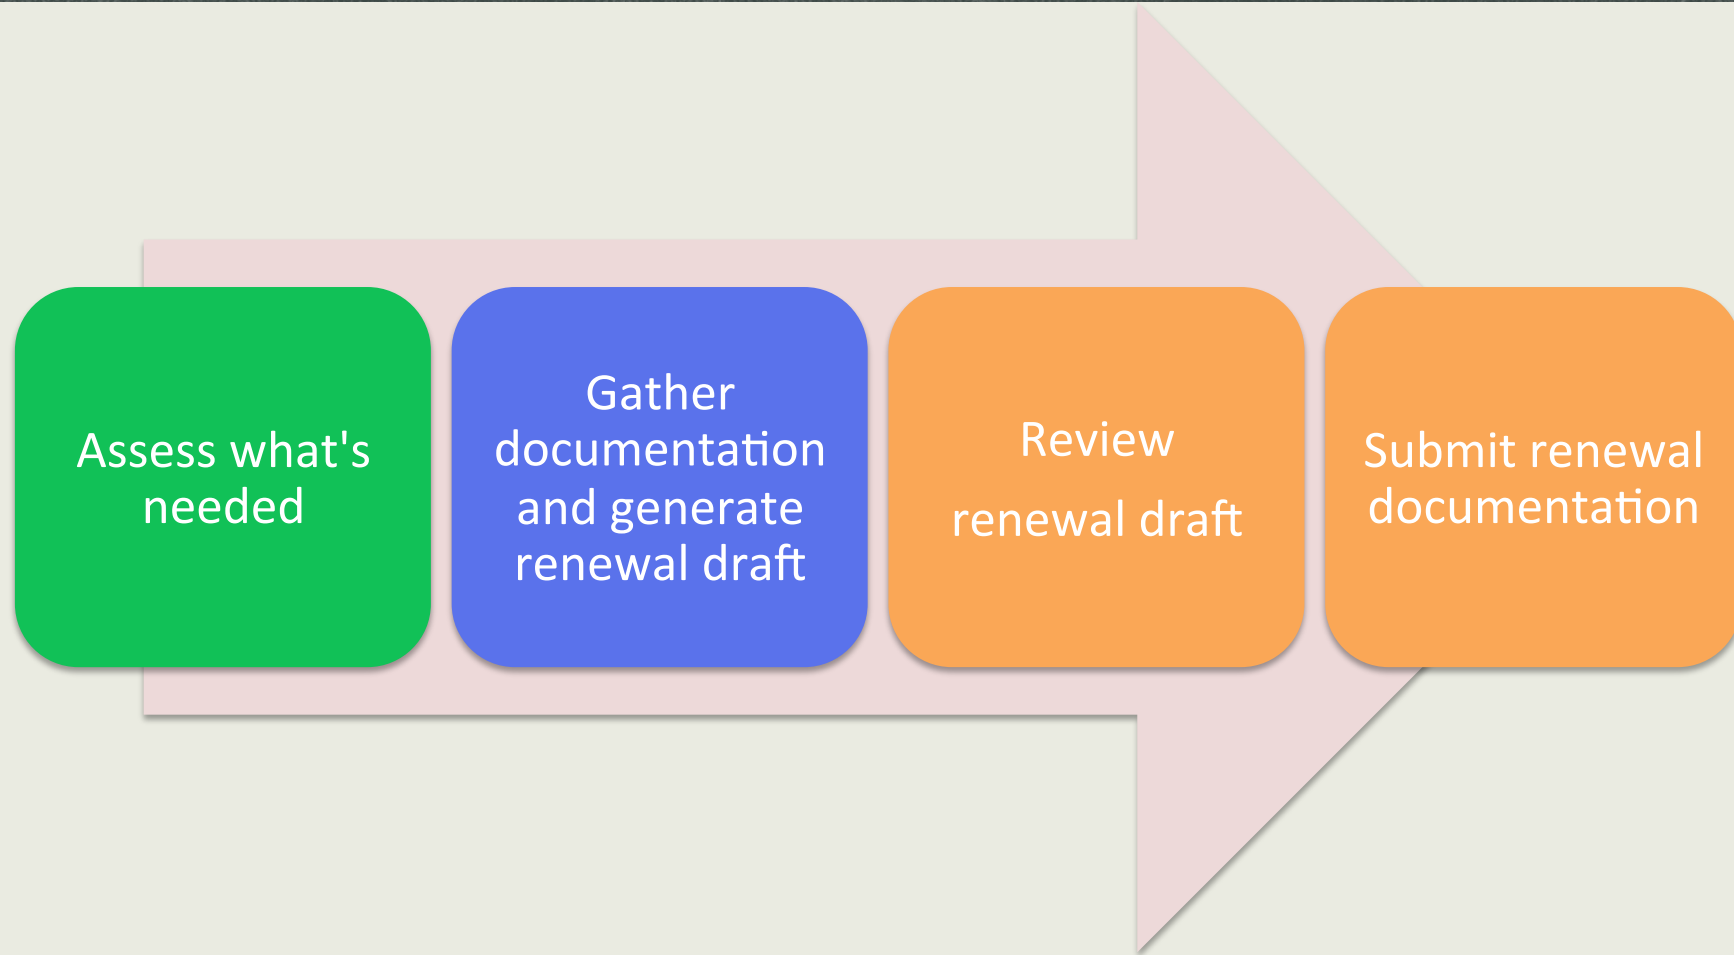 Assess what's
needed
Gather
documentation
and generate
renewal draft
Review
renewal draft
Submit renewal
documentation